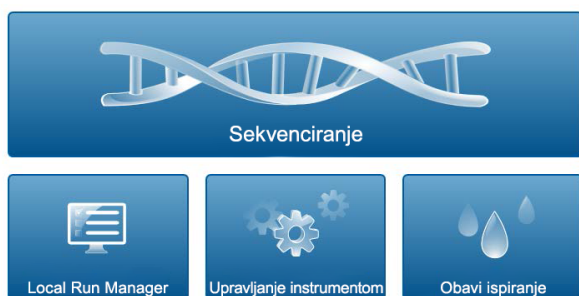 Sekvenciranje
Local Run Manager
Upravljanje instrumentom
Obavi ispiranje